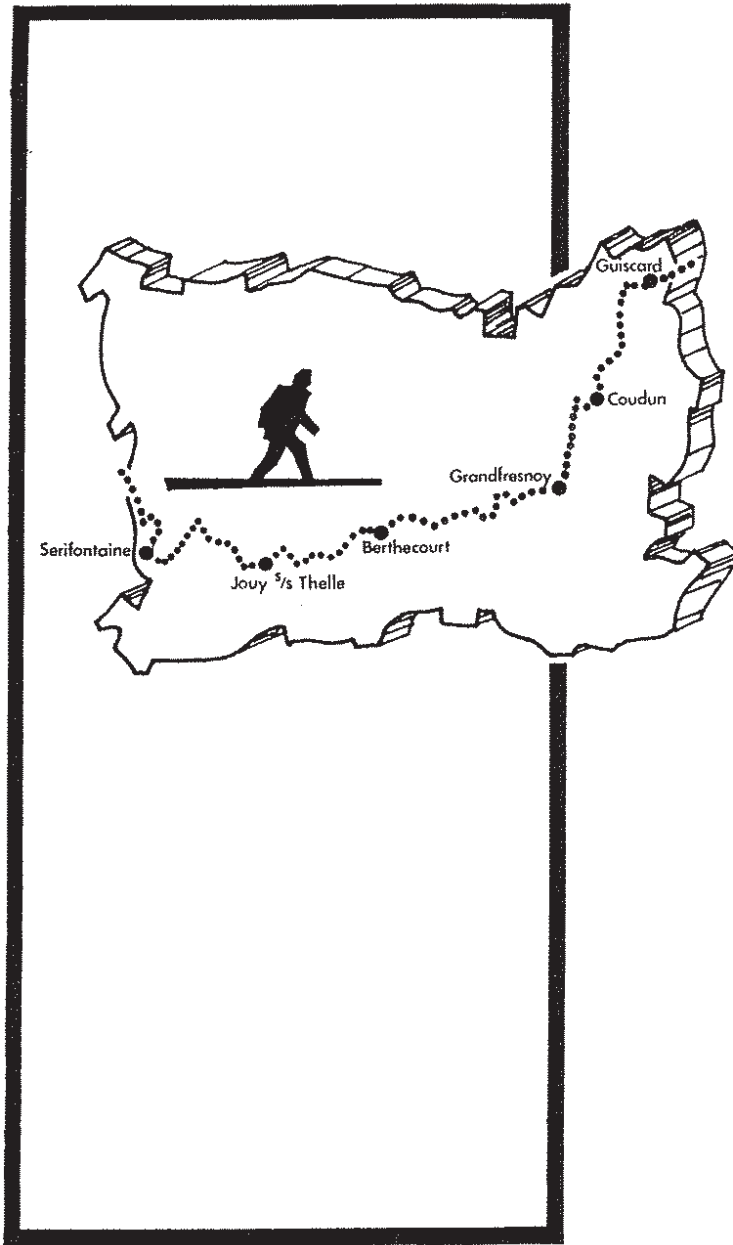 Guiscard
Coudun
Grandfresnoy
Berthecourt
Serifontaine
Jouy s/s Thelle